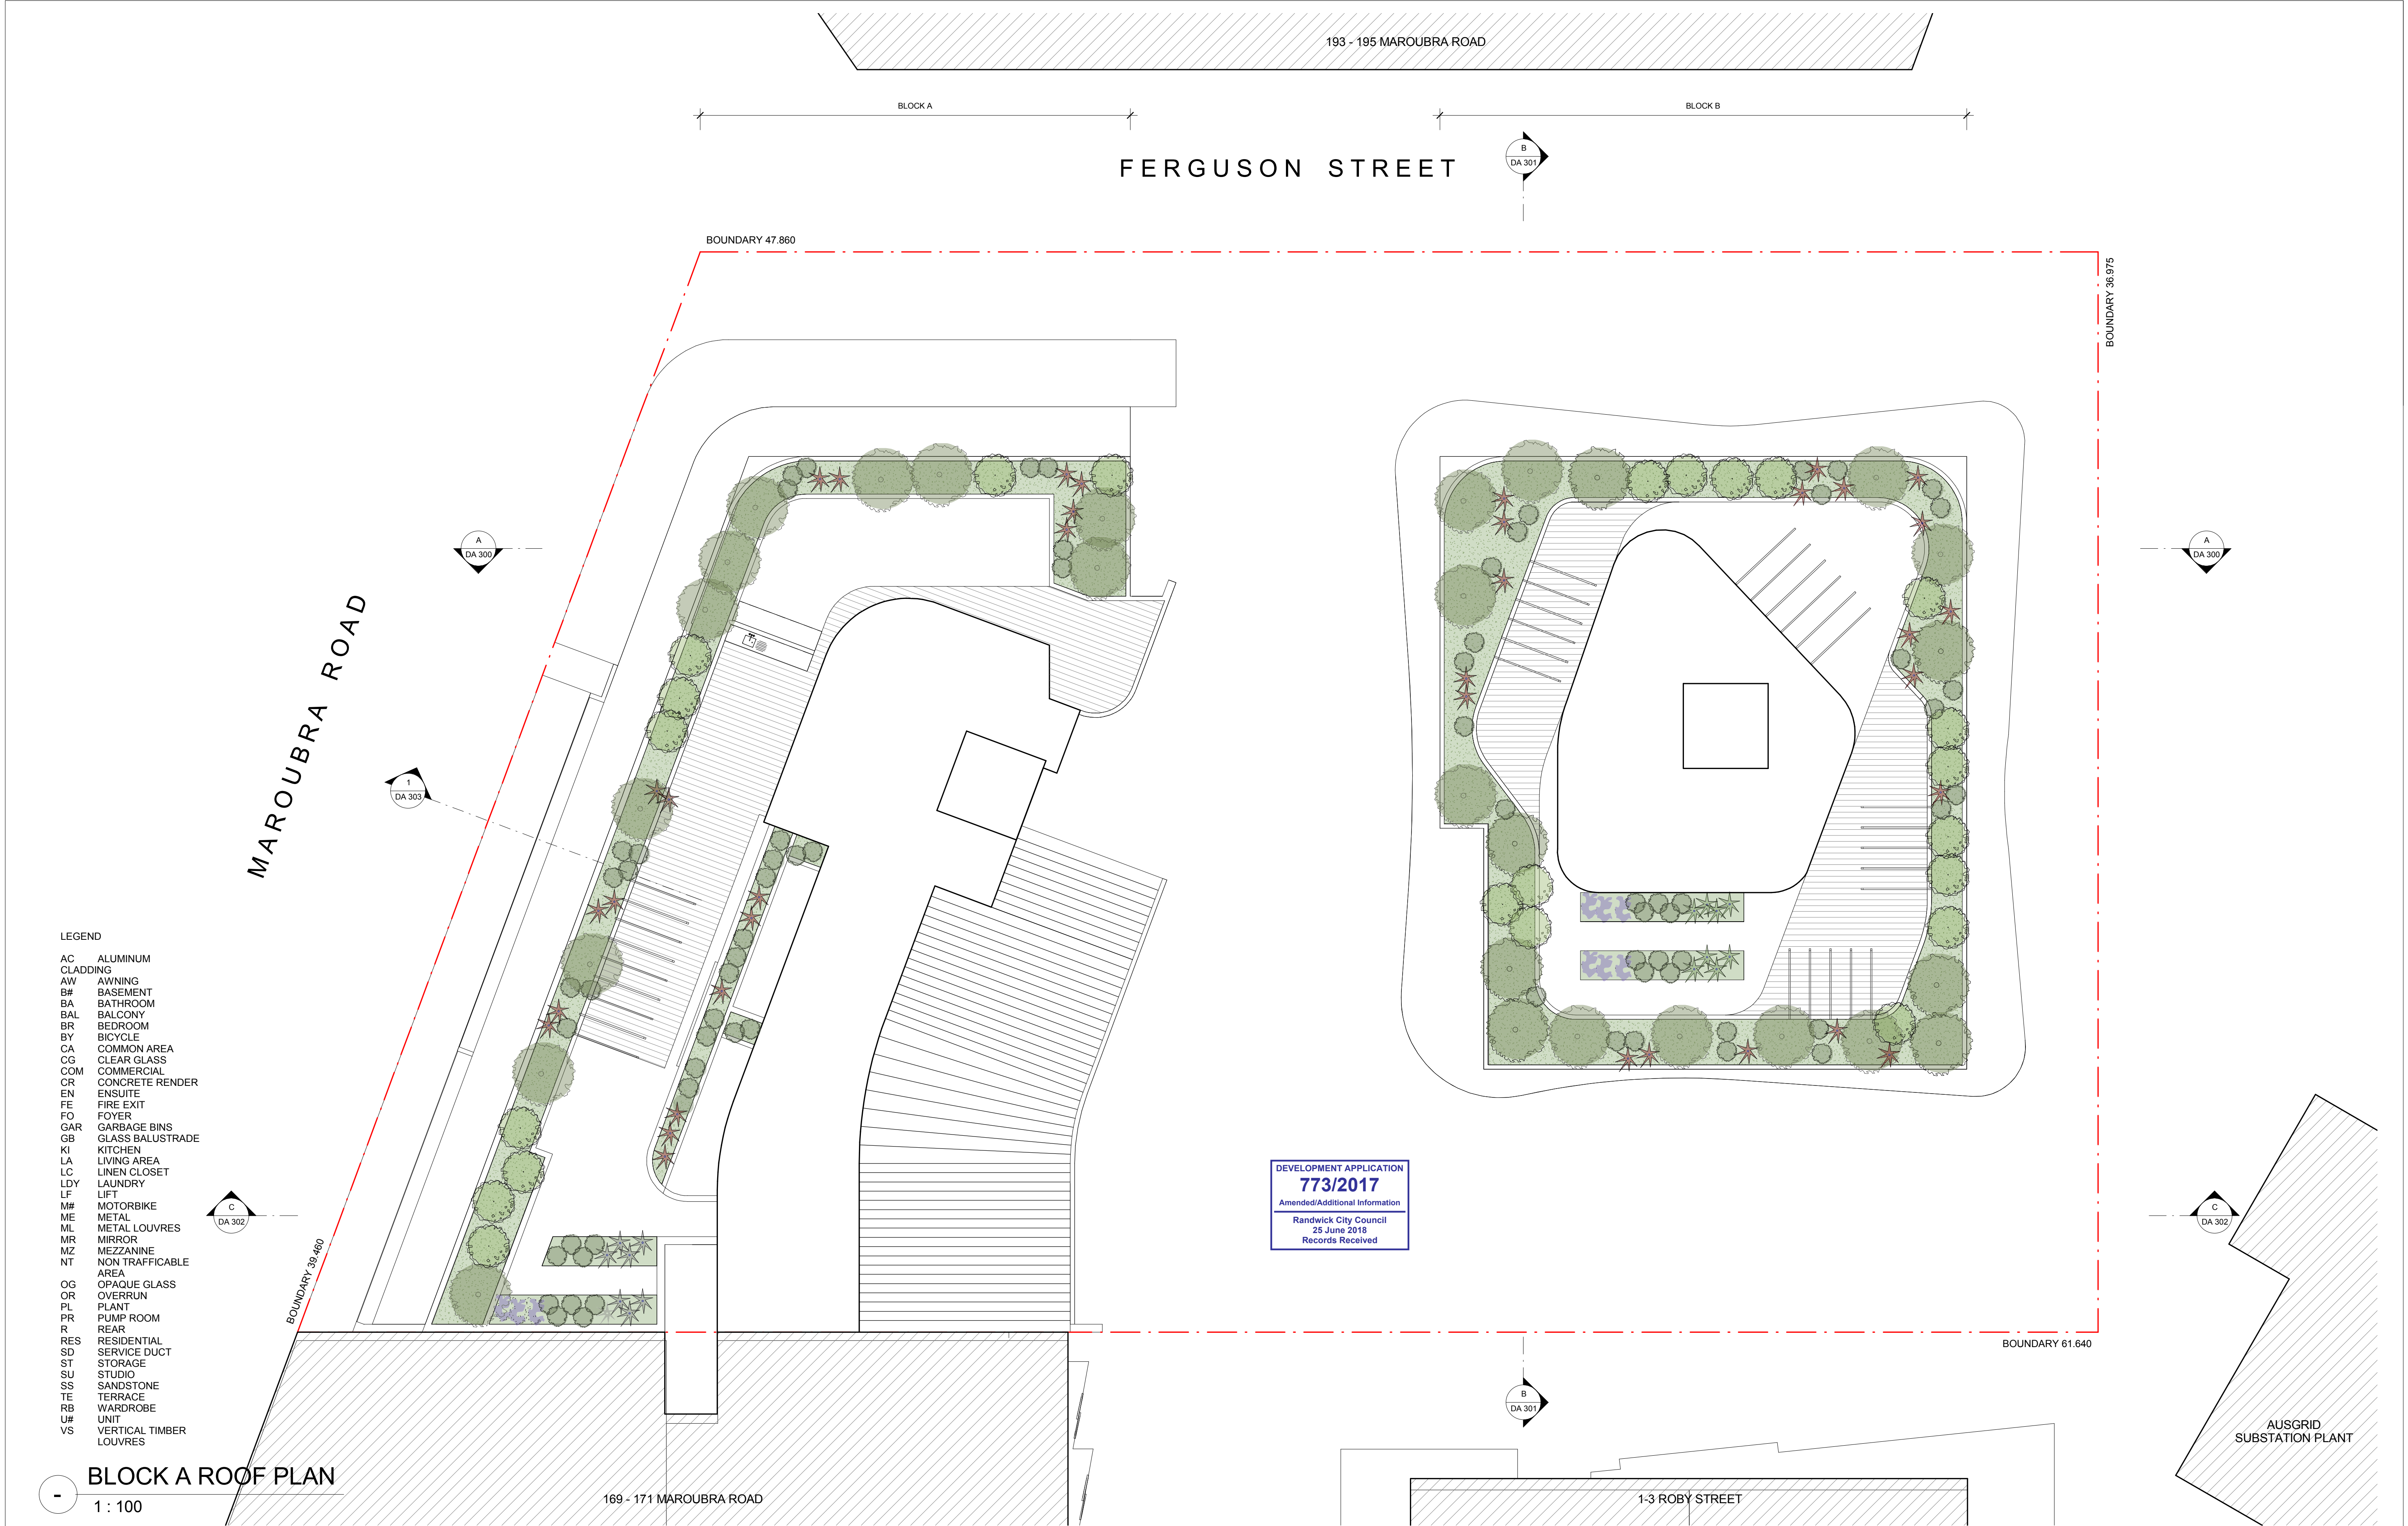 193 - 195 MAROUBRA ROAD
BLOCK A
BLOCK B
FERGUSON STREET
B
DA 301
BOUNDARY 47.860
BOUNDARY 36.975
A
DA 300
A
DA 300
MAROUBRA ROAD
1
DA 303
LEGEND
AC ALUMINUM
CLADDING
AW AWNING
B# BASEMENT
BA BATHROOM
BAL BALCONY
BR BEDROOM
BY BICYCLE
CA COMMON AREA
CG CLEAR GLASS
COM COMMERCIAL
CR CONCRETE RENDER
EN ENSUITE
FE FIRE EXIT
FO FOYER
GAR GARBAGE BINS
GB GLASS BALUSTRADE
KI KITCHEN
LA LIVING AREA
LC LINEN CLOSET
LDY LAUNDRY
LF LIFT
M# MOTORBIKE
ME METAL
ML METAL LOUVRES
MR MIRROR
MZ MEZZANINE
NT NON TRAFFICABLE
AREA
OG OPAQUE GLASS
OR OVERRUN
PL PLANT
PR PUMP ROOM
R REAR
RES RESIDENTIAL
SD SERVICE DUCT
ST STORAGE
SU STUDIO
SS SANDSTONE
TE TERRACE
RB WARDROBE
U# UNIT
VS VERTICAL TIMBER
LOUVRES
C
DA 302
BOUNDARY 39.460
DEVELOPMENT APPLICATION
773/2017
Amended/Additional Information
Randwick City Council
25 June 2018
Records Received
C
DA 302
BOUNDARY 61.640
B
DA 301
AUSGRID
SUBSTATION PLANT
- BLOCK A ROOF PLAN
1 : 100
169 - 171 MAROUBRA ROAD
1-3 ROBY STREET